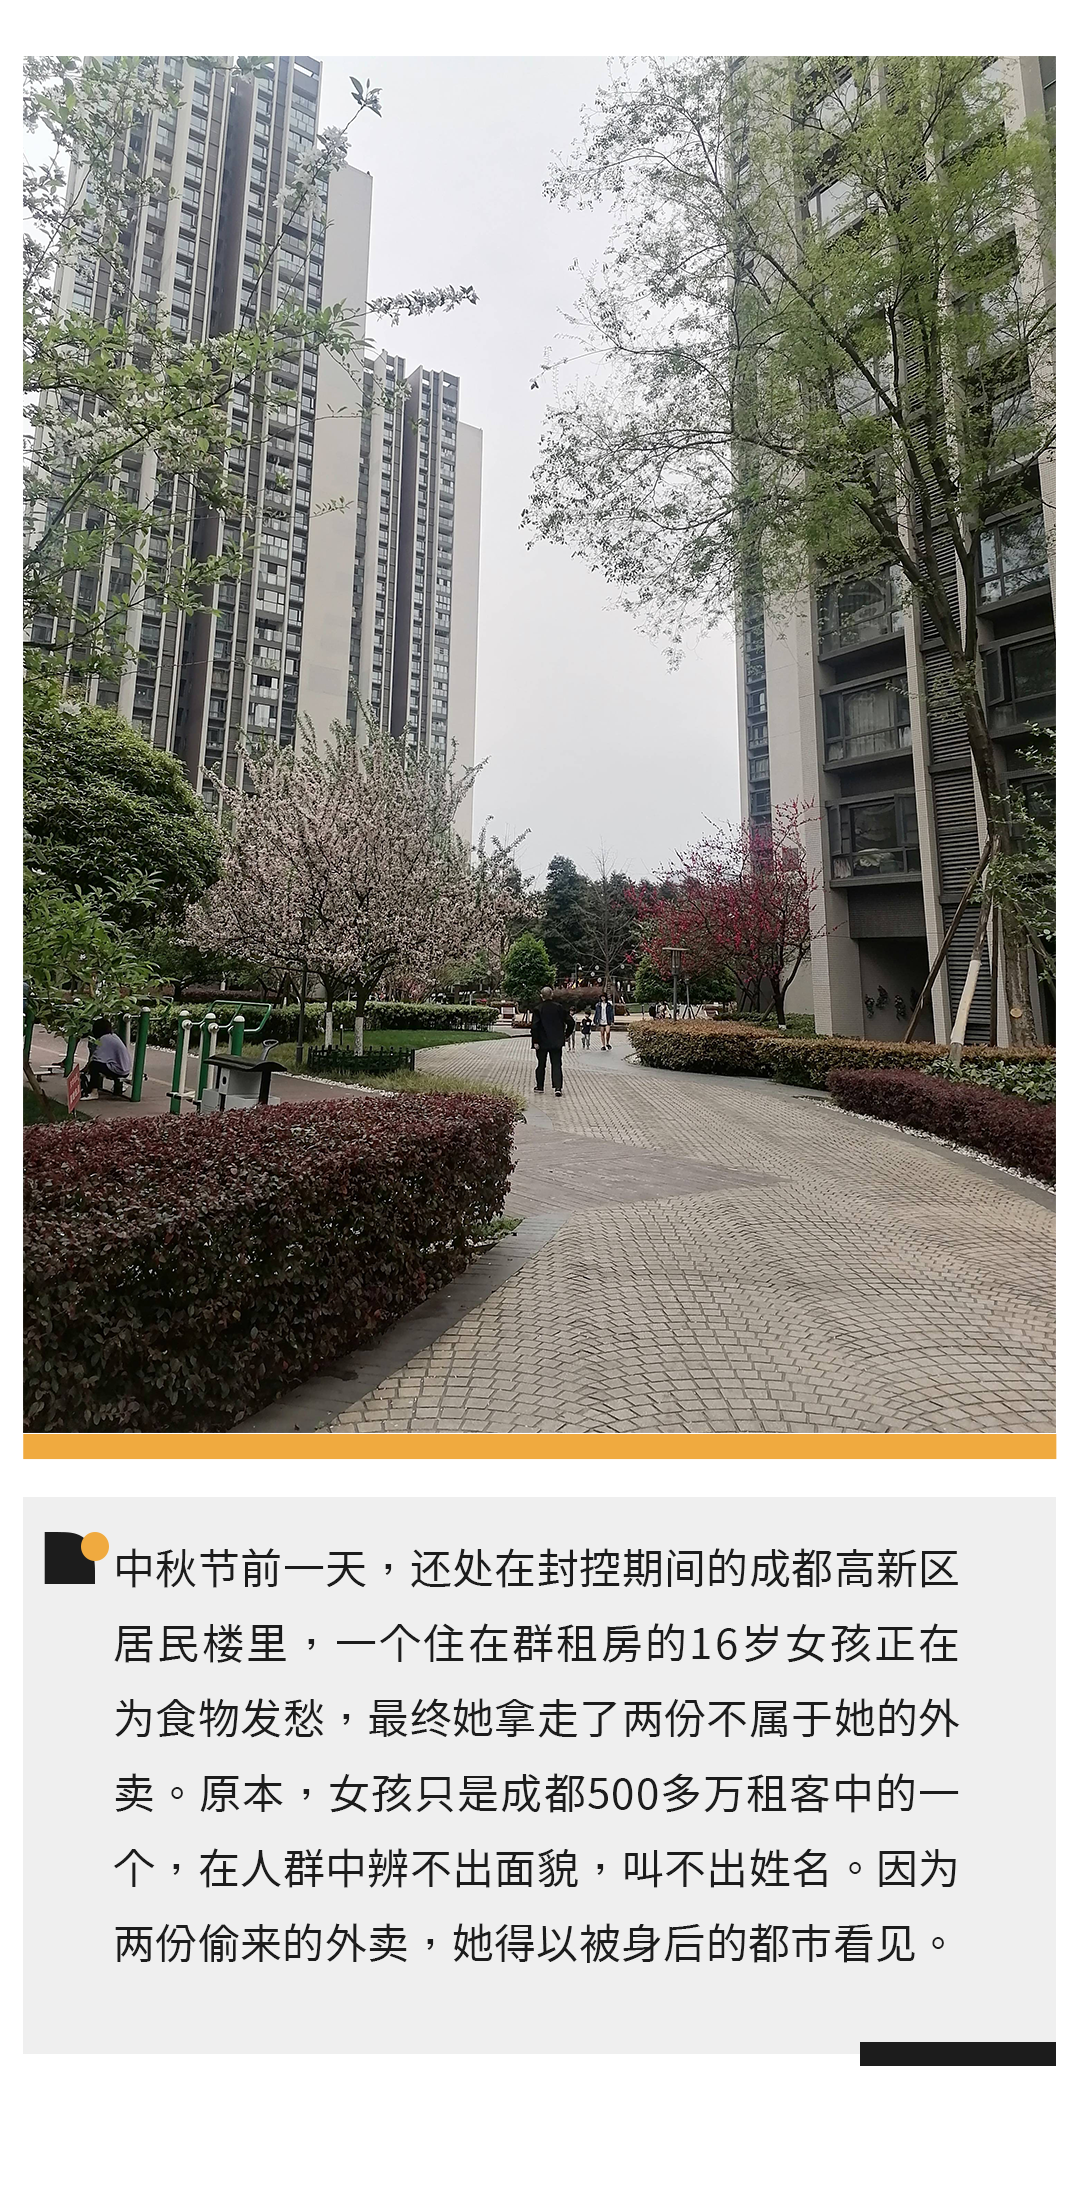 中秋节前一天，还处在封控期间的成都高新区
居民楼里，一个住在群租房的16岁女孩正在
为食物发愁，最终她拿走了两份不属于她的外
卖。原本，女孩只是成都500多万租客中的一
个，在人群中辨不出面貌，叫不出姓名。因为
两份偷来的外卖，她得以被身后的都市看见。